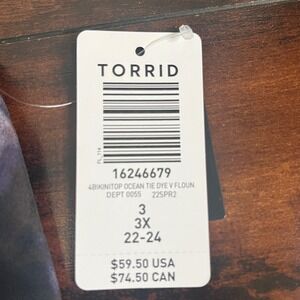 TORRID
16246679
4BIKINITOP OCEAN TIE DYE V FLOUN
DEPT 0055 22SPR2
3
3X
22-24
$59.50 USA
$74.50 CAN